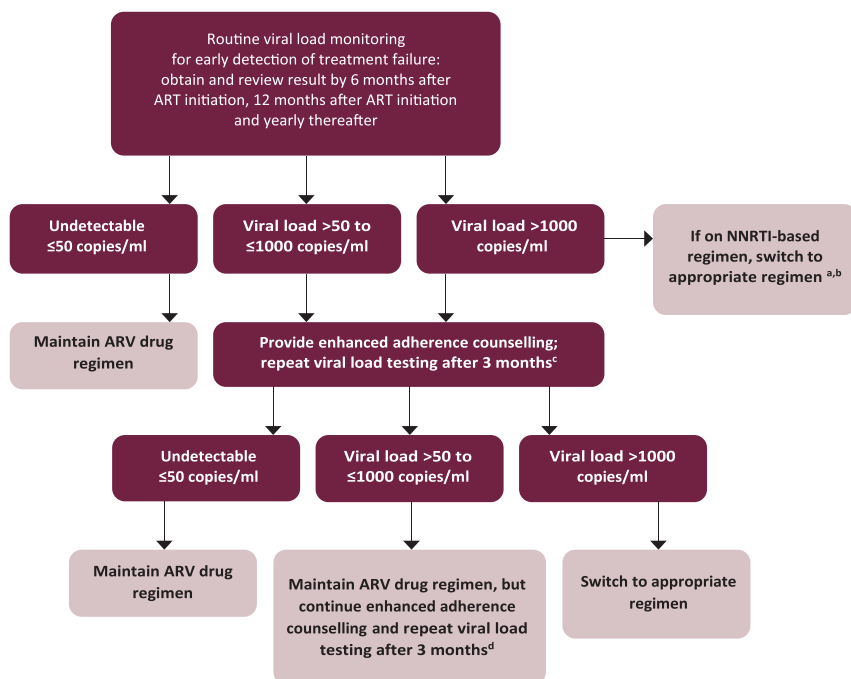 Routine viral load monitoring
for early detection of treatment failure:
obtain and review result by 6 months after
ART initiation, 12 months after ART initiation
and yearly thereafter
Undetectable
≤50 copies/ml
Viral load >50 to
≤1000 copies/ml
Viral load >1000
copies/ml
If on NNRTI-based
regimen, switch to
appropriate regimen a,b
Maintain ARV drug
regimen
Provide enhanced adherence counselling;
repeat viral load testing after 3 monthsc
Undetectable
≤50 copies/ml
Viral load >50 to
≤1000 copies/ml
Viral load >1000
copies/ml
Maintain ARV drug
regimen
Maintain ARV drug regimen, but
continue enhanced adherence
counselling and repeat viral load
testing after 3 monthsd
Switch to appropriate
regimen